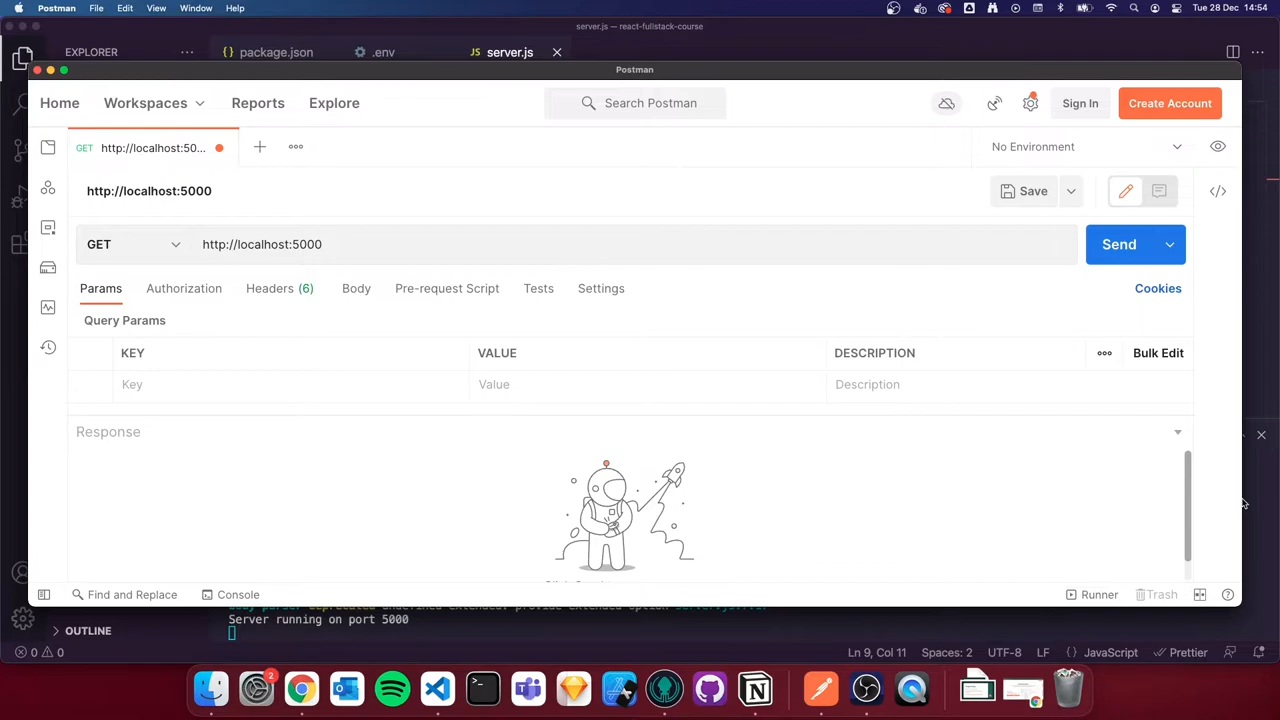 Postman File Edit View Window Help Tue 28 Dec 14:54
server.js — react-fullstack-course
EXPLORER ··· {} package.json .env JS server.js
Postman
Home Workspaces Reports Explore Search Postman Sign In Create Account
GET http://localhost:50... No Environment
http://localhost:5000 Save
GET http://localhost:5000 Send
Params Authorization Headers (6) Body Pre-request Script Tests Settings Cookies
Query Params
KEY VALUE DESCRIPTION Bulk Edit
Key Value Description
Response
Find and Replace Console Runner Trash
Server running on port 5000
OUTLINE
0 0 Ln 9, Col 11 Spaces: 2 UTF-8 LF {} JavaScript Prettier
2